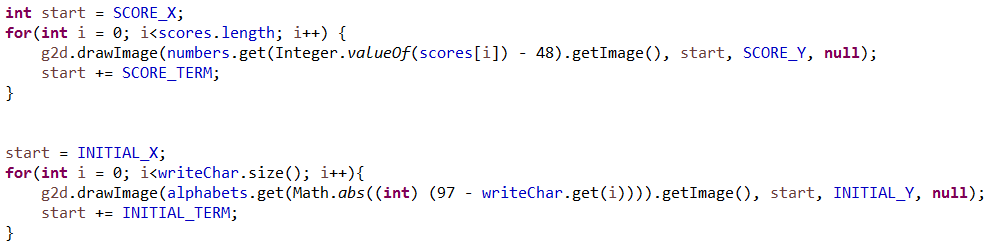 int start = SCORE_X;
for(int i = 0; i<scores.length; i++) {
    g2d.drawImage(numbers.get(Integer.valueOf(scores[i]) - 48).getImage(), start, SCORE_Y, null);
    start += SCORE_TERM;
}
start = INITIAL_X;
for(int i = 0; i<writeChar.size(); i++){
    g2d.drawImage(alphabets.get(Math.abs((int) (97 - writeChar.get(i)))).getImage(), start, INITIAL_Y, null);
    start += INITIAL_TERM;
}